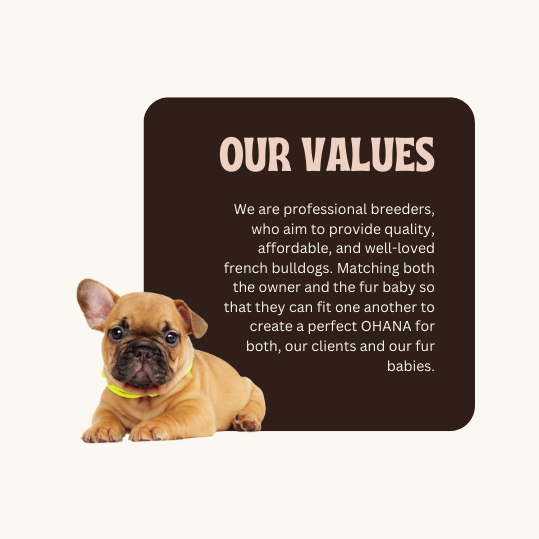 OUR VALUES
We are professional breeders,
who aim to provide quality,
affordable, and well-loved
french bulldogs. Matching both
the owner and the fur baby so
that they can fit one another to
create a perfect OHANA for
both, our clients and our fur
babies.